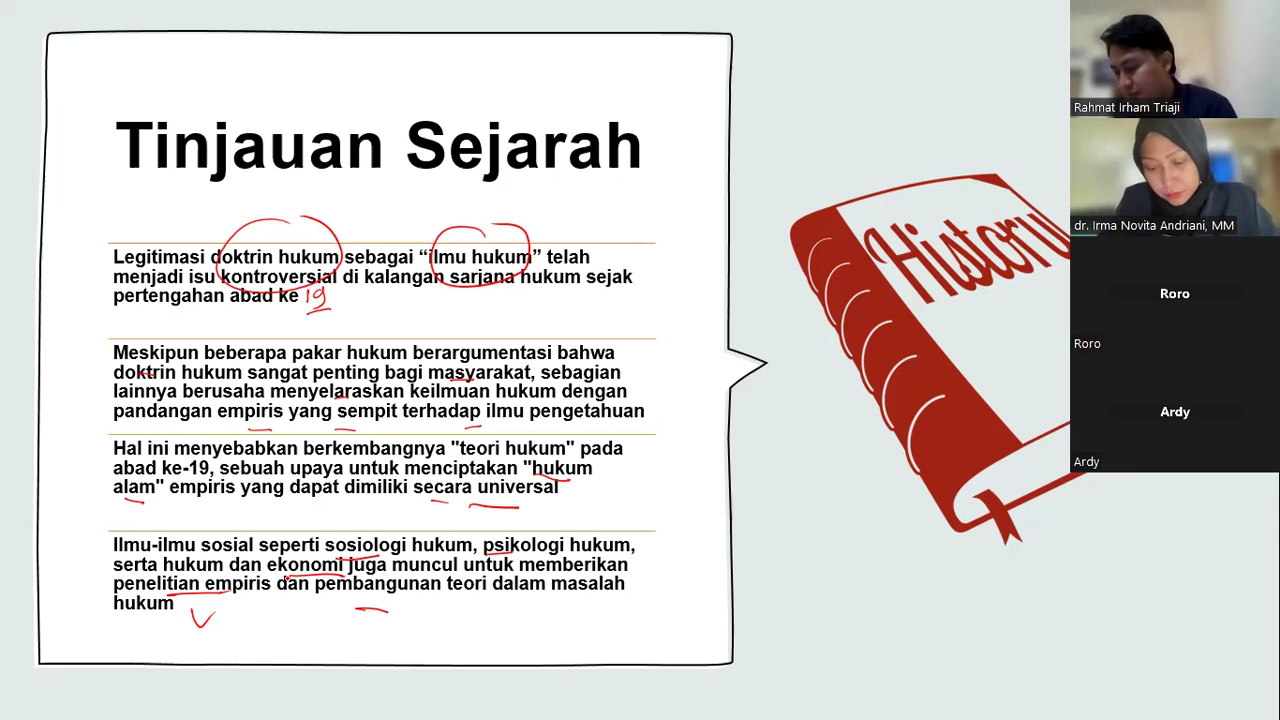 Tinjauan Sejarah
Legitimasi doktrin hukum sebagai “ilmu hukum” telah
menjadi isu kontroversial di kalangan sarjana hukum sejak
pertengahan abad ke 19
Meskipun beberapa pakar hukum berargumentasi bahwa
doktrin hukum sangat penting bagi masyarakat, sebagian
lainnya berusaha menyelaraskan keilmuan hukum dengan
pandangan empiris yang sempit terhadap ilmu pengetahuan
Hal ini menyebabkan berkembangnya "teori hukum" pada
abad ke-19, sebuah upaya untuk menciptakan "hukum
alam" empiris yang dapat dimiliki secara universal
Ilmu-ilmu sosial seperti sosiologi hukum, psikologi hukum,
serta hukum dan ekonomi juga muncul untuk memberikan
penelitian empiris dan pembangunan teori dalam masalah
hukum
History
Rahmat Irham Triaji
dr. Irma Novita Andriani, MM
Roro
Roro
Ardy
Ardy